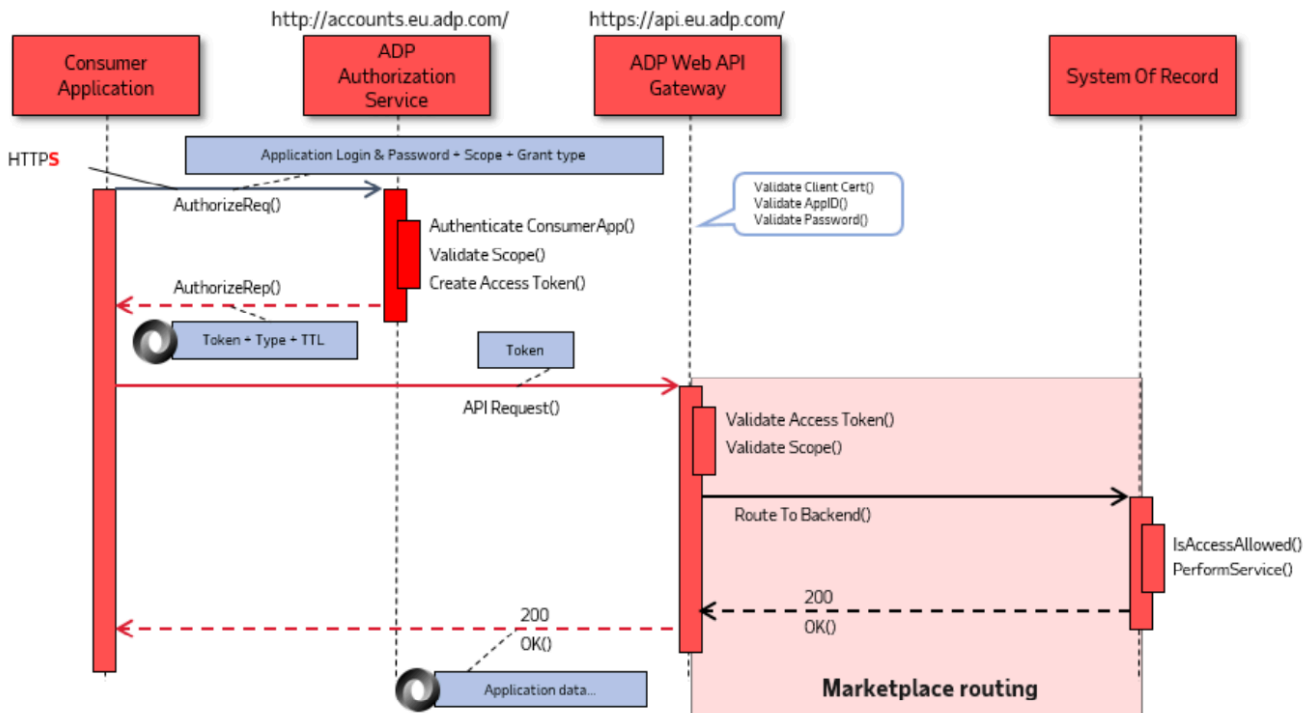 http://accounts.eu.adp.com/
https://api.eu.adp.com/
Consumer
Application
ADP
Authorization
Service
ADP Web API
Gateway
System Of Record
HTTPS
Application Login & Password + Scope + Grant type
AuthorizeReq()
Validate Client Cert()
Validate AppID()
Validate Password()
Authenticate ConsumerApp()
Validate Scope()
Create Access Token()
AuthorizeRep()
Token + Type + TTL
Token
API Request()
Validate Access Token()
Validate Scope()
Route To Backend()
IsAccessAllowed()
PerformService()
200
OK()
200
OK()
Application data...
Marketplace routing